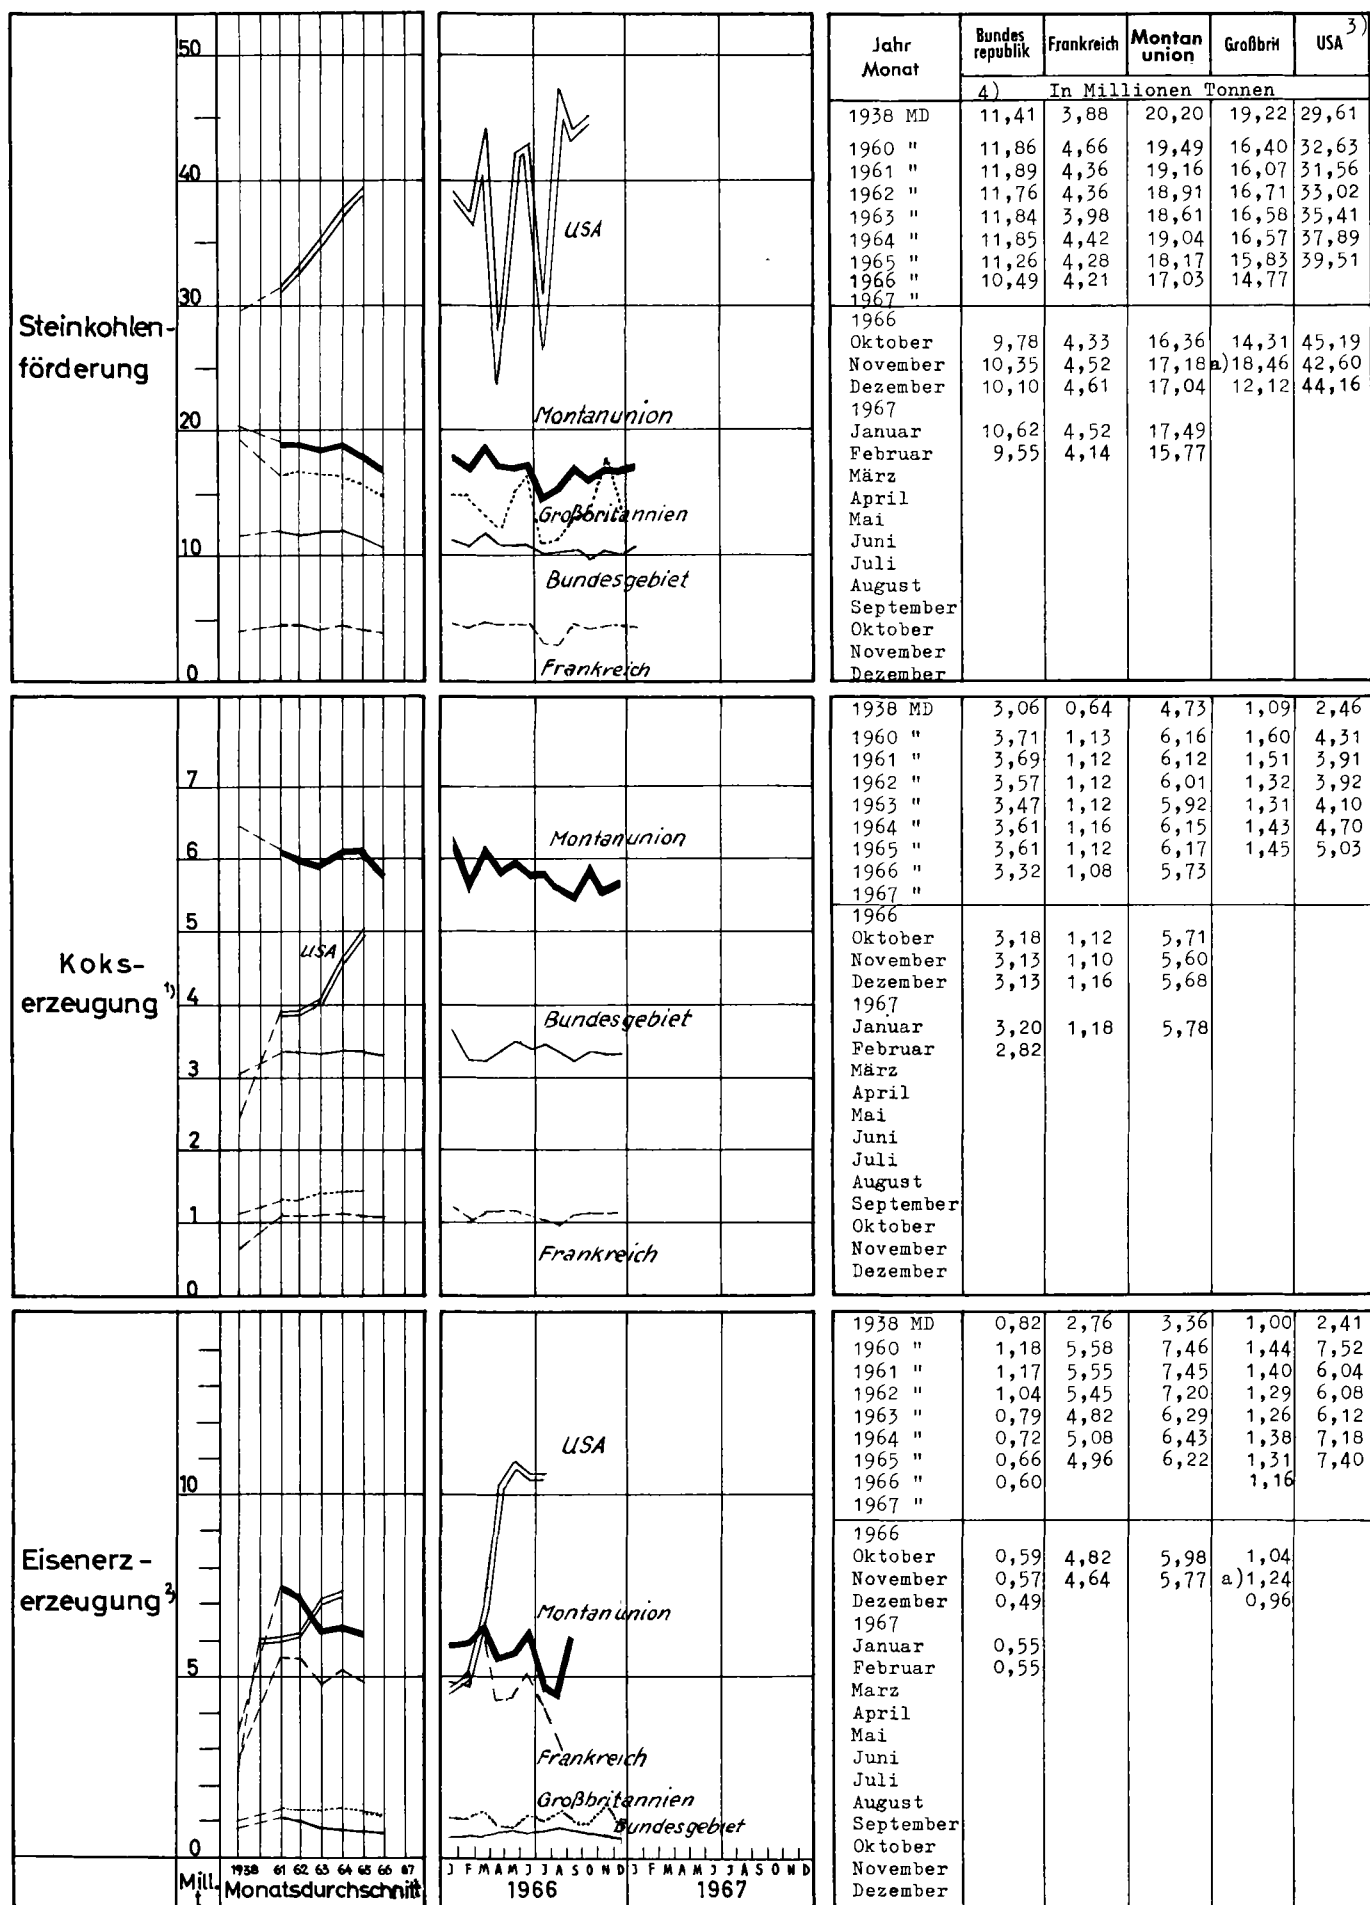 Jahr Monat | Bundes republik | Frankreich | Montan union | Großbrit | USA 3)
4) In Millionen Tonnen
Steinkohlen-
förderung
50
40
30
20
10
0
USA
Montanunion
Großbritannien
Bundesgebiet
Frankreich
1938 MD 11,41 3,88 20,20 19,22 29,61
1960 " 11,86 4,66 19,49 16,40 32,63
1961 " 11,89 4,36 19,16 16,07 31,56
1962 " 11,76 4,36 18,91 16,71 33,02
1963 " 11,84 3,98 18,61 16,58 35,41
1964 " 11,85 4,42 19,04 16,57 37,89
1965 " 11,26 4,28 18,17 15,83 39,51
1966 " 10,49 4,21 17,03 14,77
1967 "
1966
Oktober 9,78 4,33 16,36 14,31 45,19
November 10,35 4,52 17,18 a)18,46 42,60
Dezember 10,10 4,61 17,04 12,12 44,16
1967
Januar 10,62 4,52 17,49
Februar 9,55 4,14 15,77
März
April
Mai
Juni
Juli
August
September
Oktober
November
Dezember
Koks-
erzeugung 1)
7
6
5
4
3
2
1
0
USA
Montanunion
Bundesgebiet
Frankreich
1938 MD 3,06 0,64 4,73 1,09 2,46
1960 " 3,71 1,13 6,16 1,60 4,31
1961 " 3,69 1,12 6,12 1,51 3,91
1962 " 3,57 1,12 6,01 1,32 3,92
1963 " 3,47 1,12 5,92 1,31 4,10
1964 " 3,61 1,16 6,15 1,43 4,70
1965 " 3,61 1,12 6,17 1,45 5,03
1966 " 3,32 1,08 5,73
1967 "
1966
Oktober 3,18 1,12 5,71
November 3,13 1,10 5,60
Dezember 3,13 1,16 5,68
1967
Januar 3,20 1,18 5,78
Februar 2,82
März
April
Mai
Juni
Juli
August
September
Oktober
November
Dezember
Eisenerz-
erzeugung 2)
10
5
0
USA
Montanunion
Frankreich
Großbritannien
Bundesgebiet
1938 MD 0,82 2,76 3,36 1,00 2,41
1960 " 1,18 5,58 7,46 1,44 7,52
1961 " 1,17 5,55 7,45 1,40 6,04
1962 " 1,04 5,45 7,20 1,29 6,08
1963 " 0,79 4,82 6,29 1,26 6,12
1964 " 0,72 5,08 6,43 1,38 7,18
1965 " 0,66 4,96 6,22 1,31 7,40
1966 " 0,60 1,16
1967 "
1966
Oktober 0,59 4,82 5,98 1,04
November 0,57 4,64 5,77 a)1,24
Dezember 0,49 0,96
1967
Januar 0,55
Februar 0,55
Marz
April
Mai
Juni
Juli
August
September
Oktober
November
Dezember
Mill. t
1938 61 62 63 64 65 66 67
Monatsdurchschnitt
J F M A M J J A S O N D J F M A M J J A S O N D
1966 1967